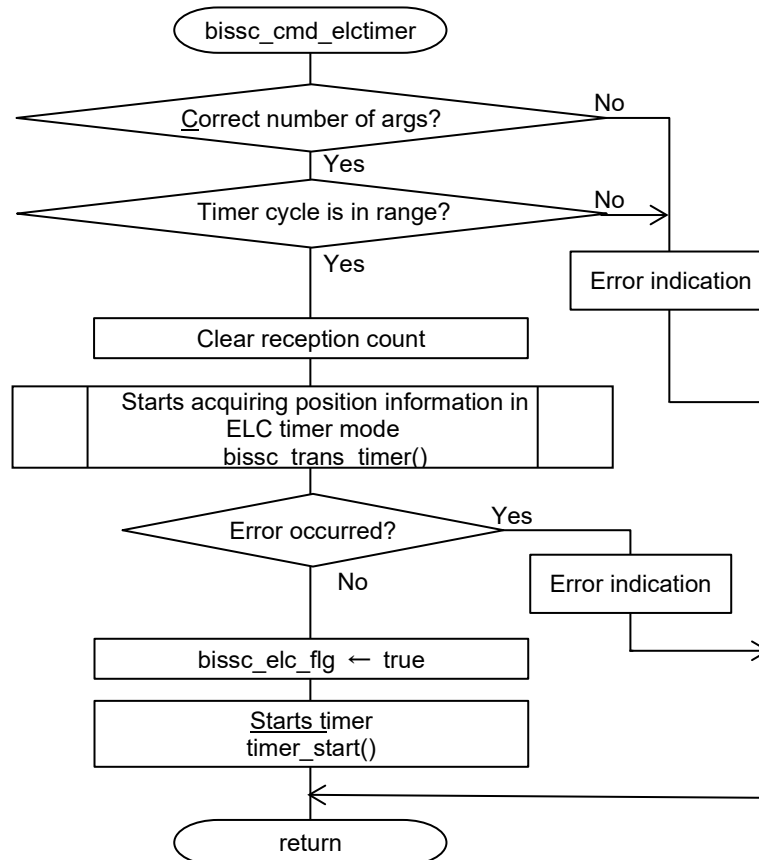 bissc_cmd_elctimer
Correct number of args?
No
Yes
Timer cycle is in range?
No
Yes
Error indication
Clear reception count
Starts acquiring position information in
ELC timer mode
bissc_trans_timer()
Error occurred?
Yes
No
Error indication
bissc_elc_flg ← true
Starts timer
timer_start()
return